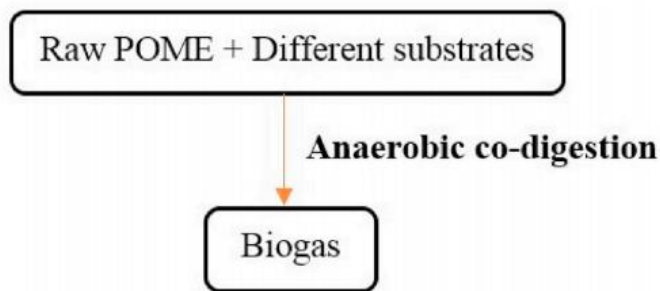 Raw POME + Different substrates
Anaerobic co-digestion
Biogas